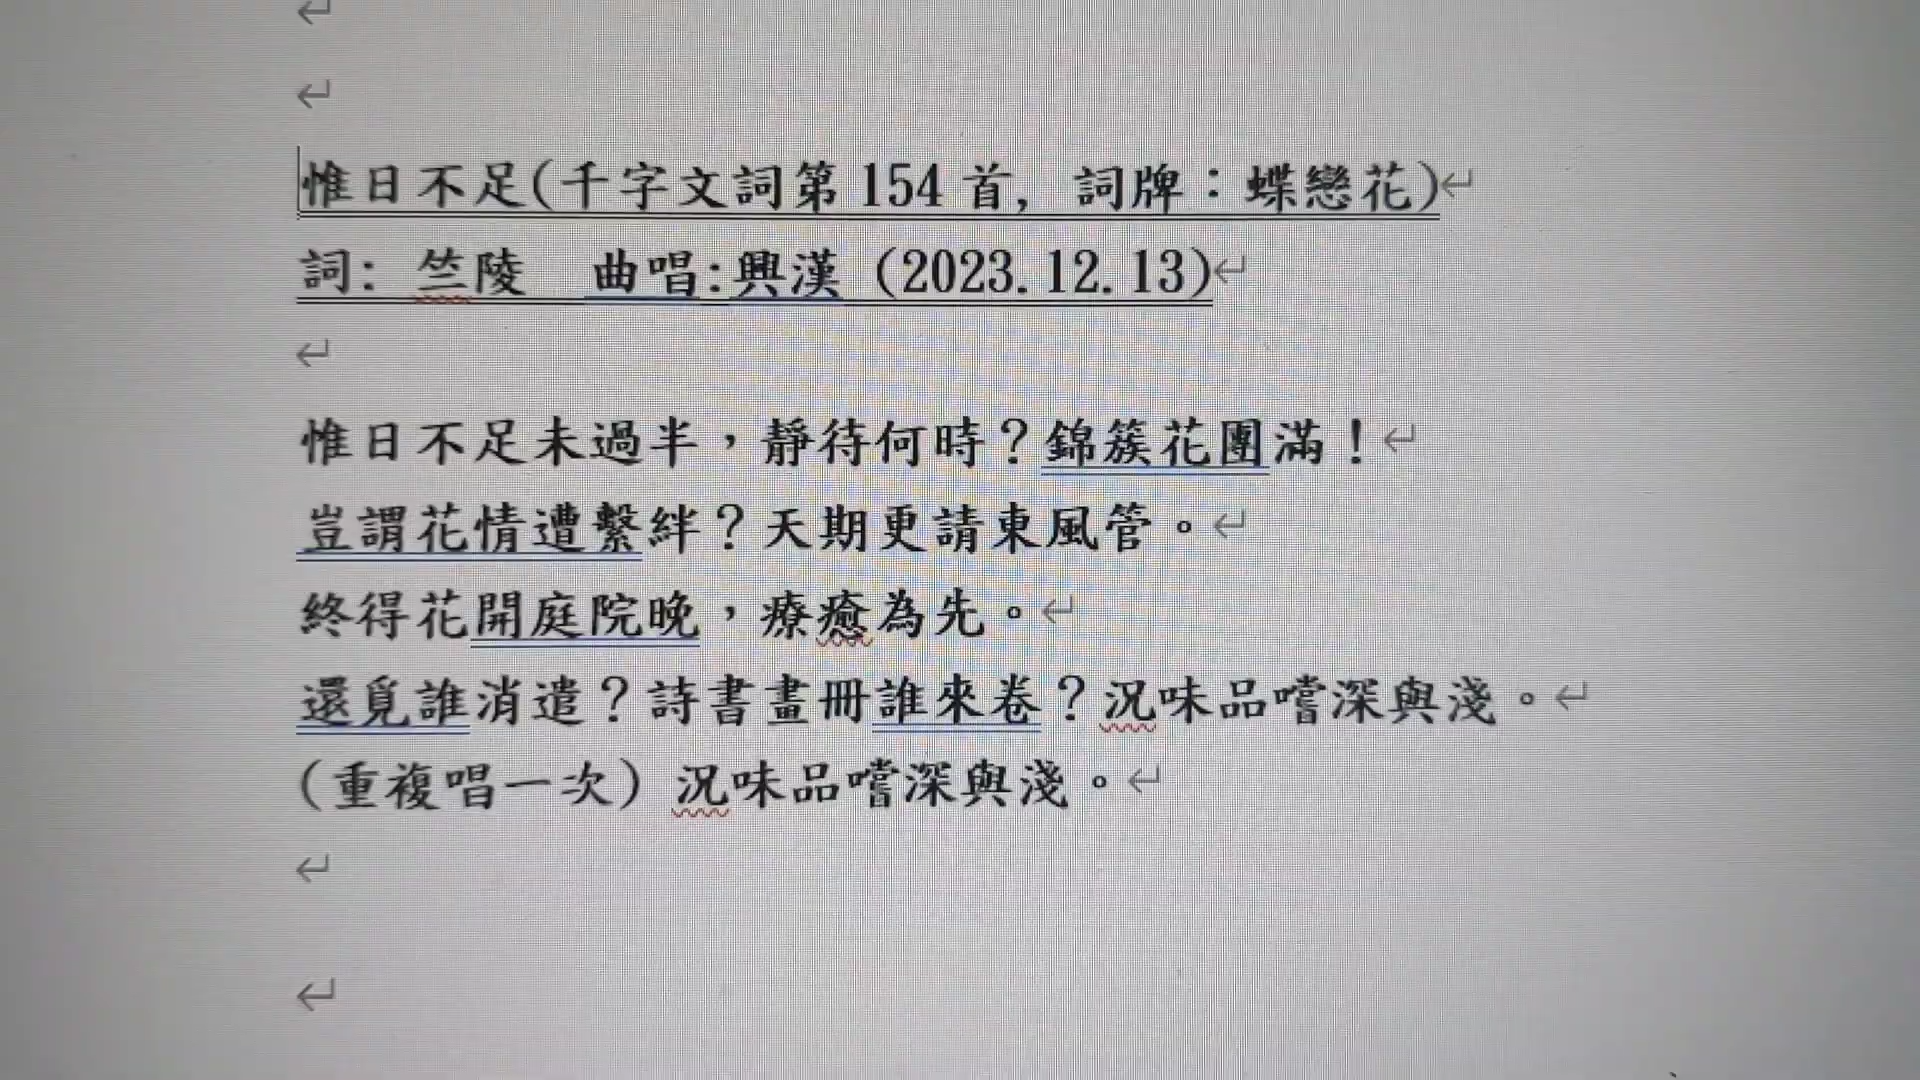 惟日不足(千字文詞第 154 首, 詞牌：蝶戀花)
詞: 竺陵 曲唱:興漢 (2023.12.13)
惟日不足未過半，靜待何時？錦簇花團滿！
豈謂花情遭繫絆？天期更請東風管。
終得花開庭院晚，療癒為先。
還覓誰消遣？詩書畫冊誰來卷？況味品嚐深與淺。
(重複唱一次) 況味品嚐深與淺。